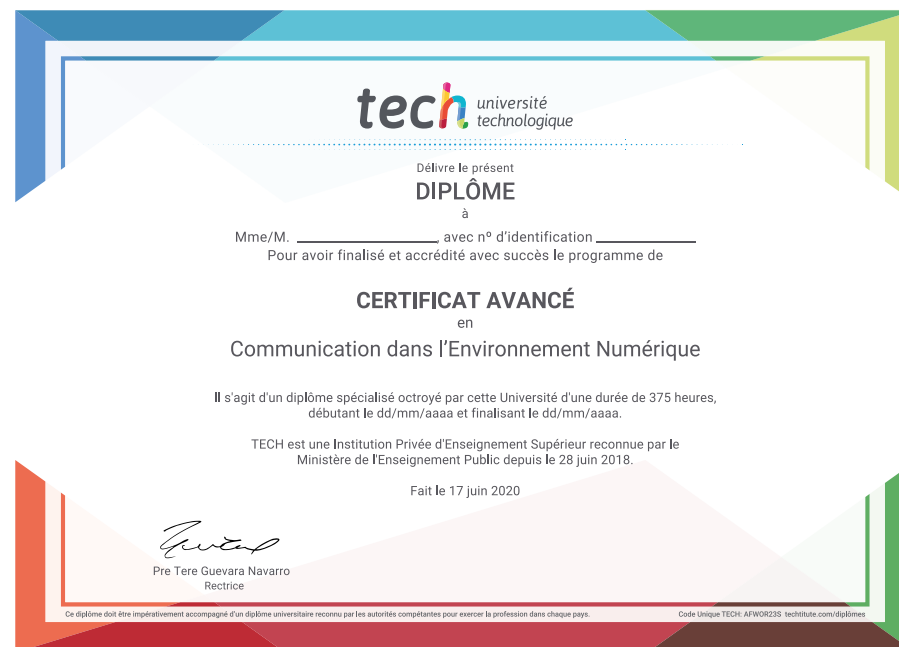 tech université
technologique
Délivre le présent
DIPLÔME
à
Mme/M. ____________________, avec nº d'identification ______________
Pour avoir finalisé et accrédité avec succès le programme de
CERTIFICAT AVANCÉ
en
Communication dans l'Environnement Numérique
Il s'agit d'un diplôme spécialisé octroyé par cette Université d'une durée de 375 heures,
débutant le dd/mm/aaaa et finalisant le dd/mm/aaaa.
TECH est une Institution Privée d'Enseignement Supérieur reconnue par le
Ministère de l'Enseignement Public depuis le 28 juin 2018.
Fait le 17 juin 2020
Pre Tere Guevara Navarro
Rectrice
Ce diplôme doit être impérativement accompagné d'un diplôme universitaire reconnu par les autorités compétentes pour exercer la profession dans chaque pays.
Code Unique TECH: AFWOR23S techtitute.com/diplômes